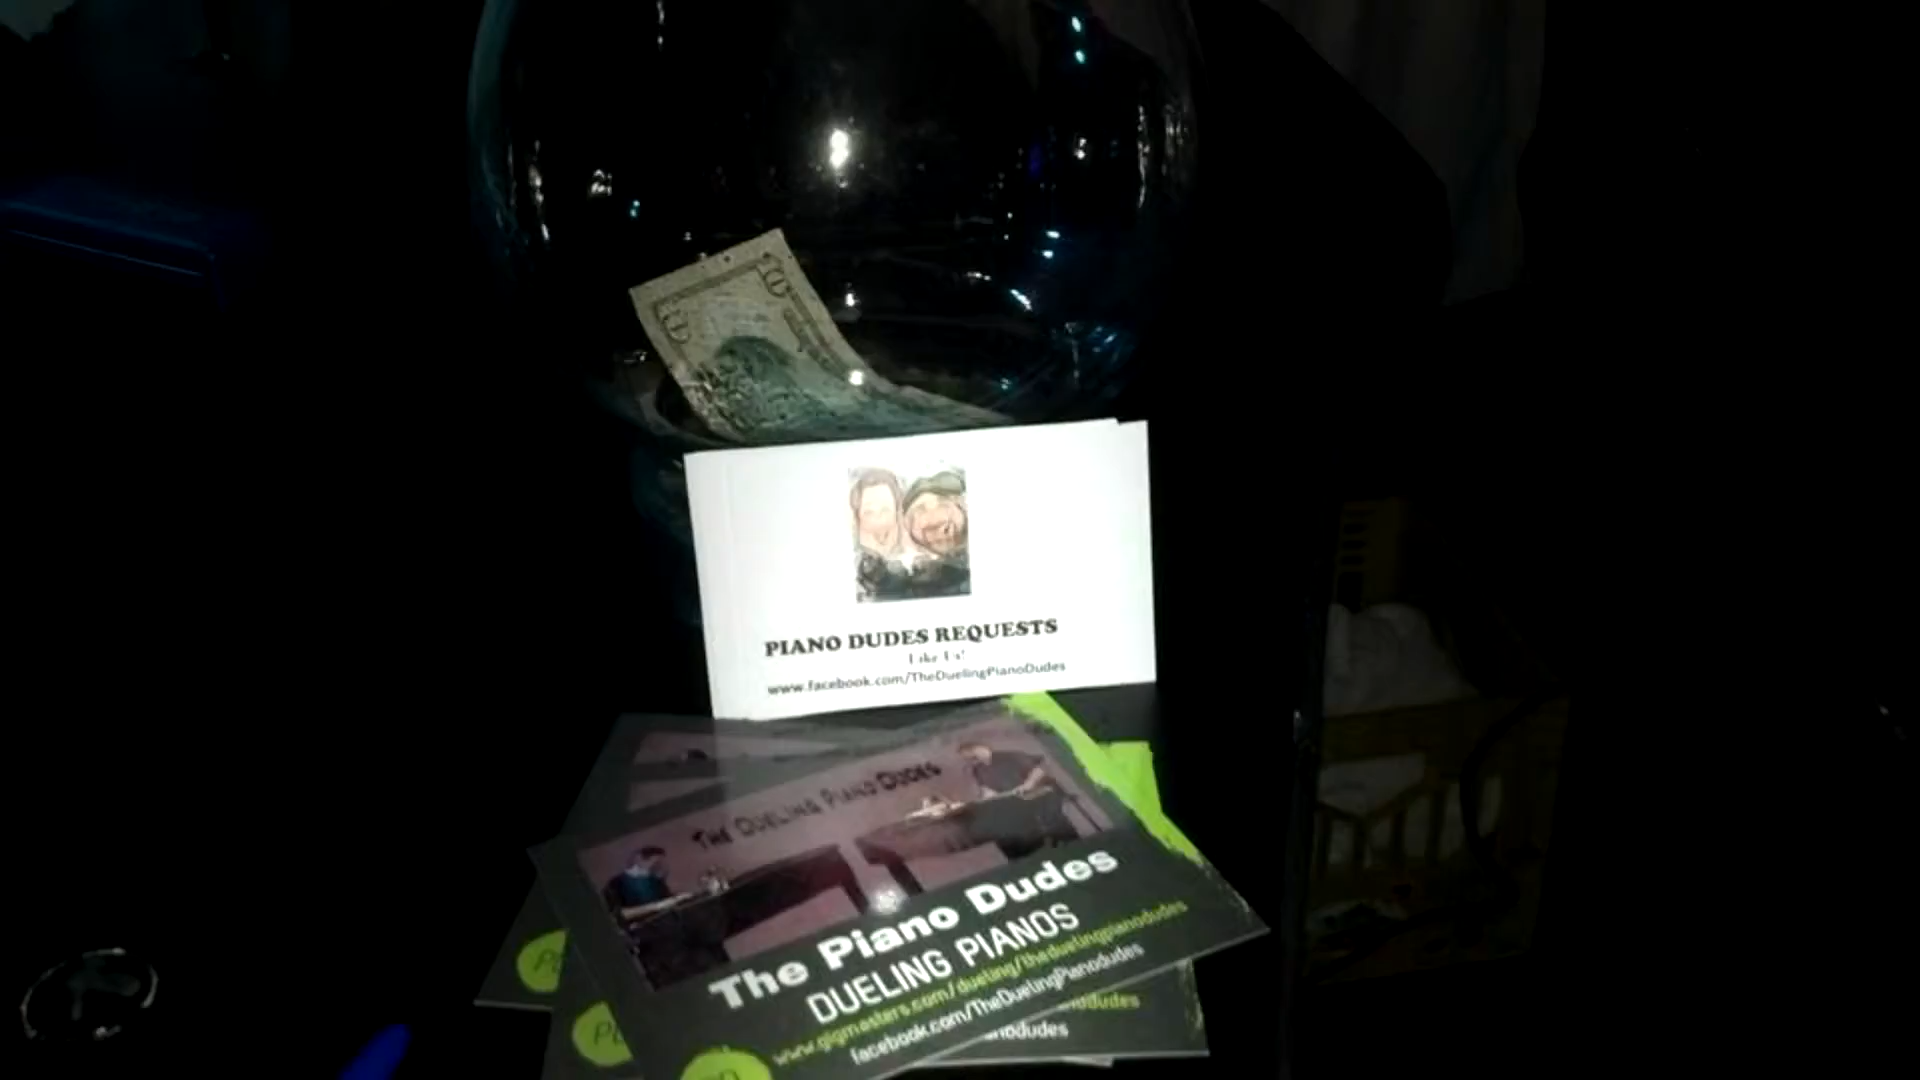 PIANO DUDES REQUESTS
Like Us!
www.facebook.com/TheDuelingPianoDudes
THE DUELING PIANO DUDES
The Piano Dudes
DUELING PIANOS
www.gigmasters.com/dueling/theduelingpianodudes
facebook.com/TheDuelingPianodudes